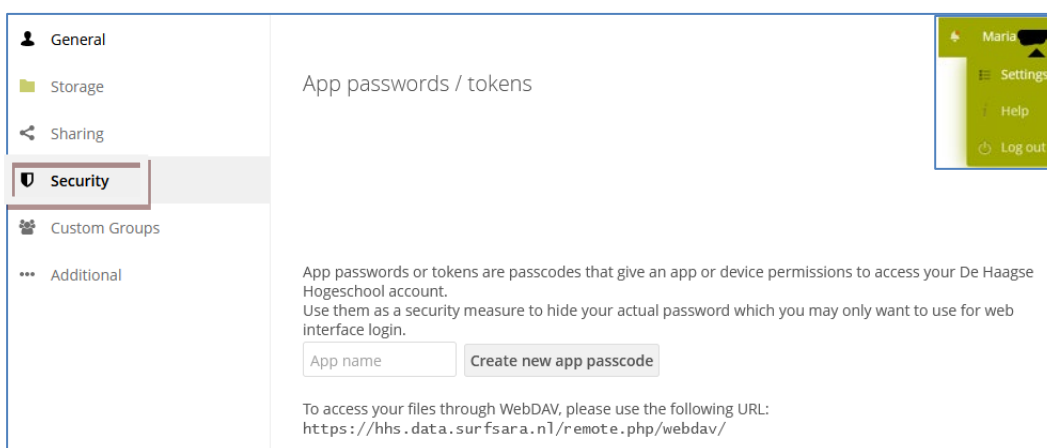 General
Storage
Sharing
Security
Custom Groups
Additional
App passwords / tokens
Maria
Settings
Help
Log out
App passwords or tokens are passcodes that give an app or device permissions to access your De Haagse
Hogeschool account.
Use them as a security measure to hide your actual password which you may only want to use for web
interface login.
App name
Create new app passcode
To access your files through WebDAV, please use the following URL:
https://hhs.data.surfsara.nl/remote.php/webdav/